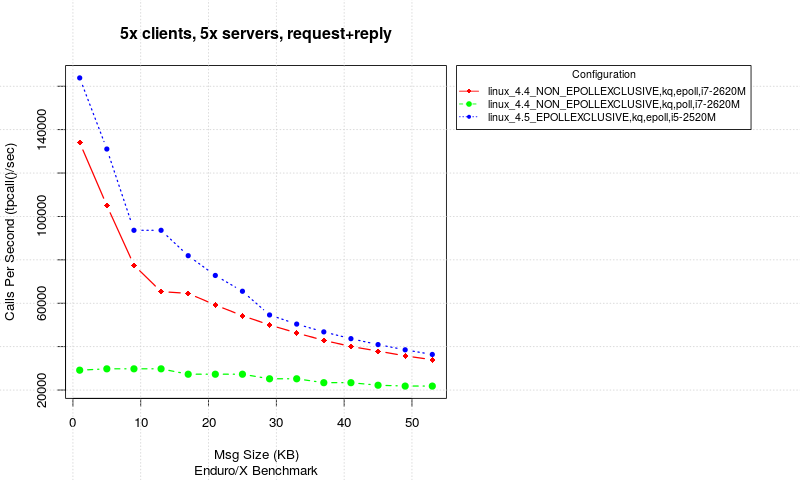 5x clients, 5x servers, request+reply
Configuration
linux_4.4_NON_EPOLLEXCLUSIVE,kq,epoll,i7-2620M
linux_4.4_NON_EPOLLEXCLUSIVE,kq,poll,i7-2620M
linux_4.5_EPOLLEXCLUSIVE,kq,epoll,i5-2520M
Calls Per Second (tpcall()/sec)
140000
100000
60000
20000
0 10 20 30 40 50
Msg Size (KB)
Enduro/X Benchmark